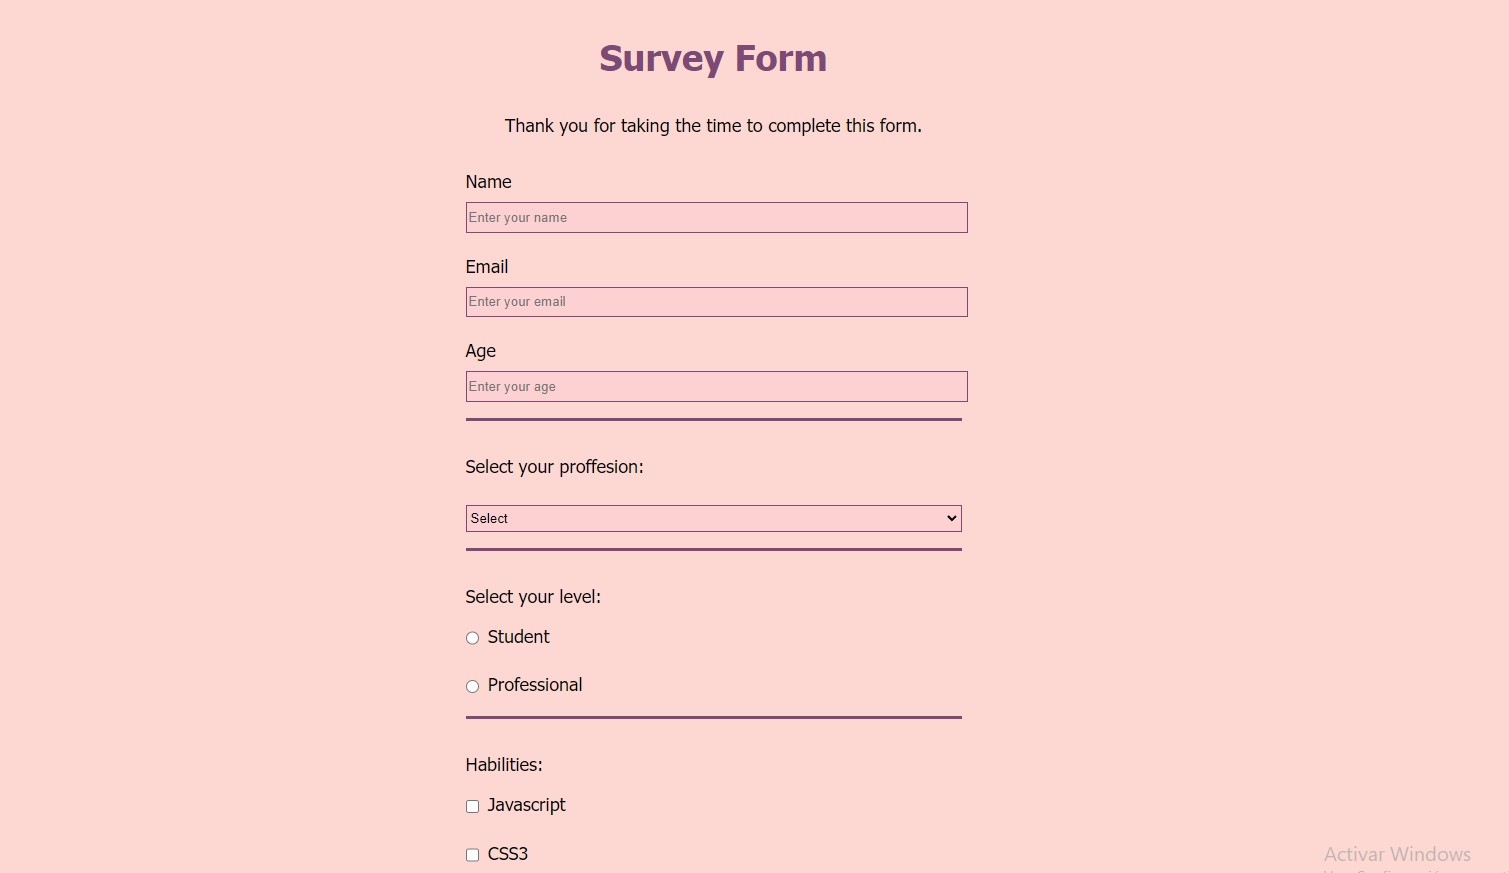 Survey Form
Thank you for taking the time to complete this form.
Name
Enter your name
Email
Enter your email
Age
Enter your age
Select your proffesion:
Select
Select your level:
Student
Professional
Habilities:
Javascript
CSS3
Activar Windows